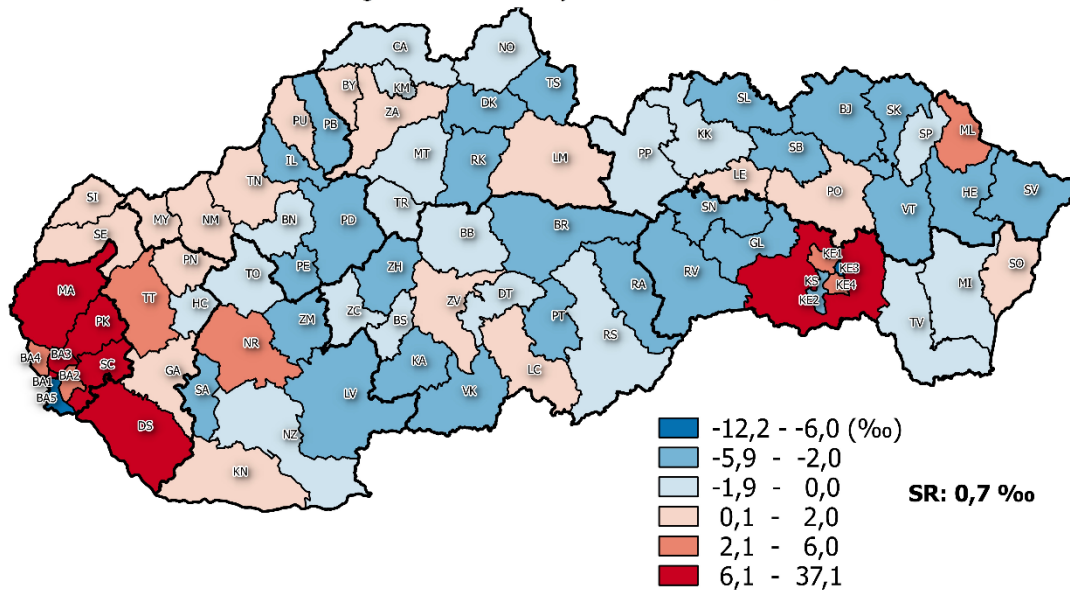 CA
NO
BY
KM
TS
PU
PB
ZA
DK
SL
BJ
SK
SP
ML
IL
MT
RK
LM
PP
KK
SB
TN
LE
PO
HE
SV
SI
MY
NM
BN
PD
TR
VT
SE
BB
BR
SN
GL
PN
TO
PE
ZH
RV
KE1
KE3
SO
MA
TT
HC
ZC
ZV
DT
RA
KS
KE4
KE2
MI
PK
ZM
BS
PT
RS
TV
BA4
BA3
SC
NR
BA1
BA2
GA
KA
LC
BA5
SA
LV
VK
DS
NZ
KN
-12,2 - -6,0 (‰)
-5,9 - -2,0
-1,9 - 0,0
SR: 0,7 ‰
0,1 - 2,0
2,1 - 6,0
6,1 - 37,1